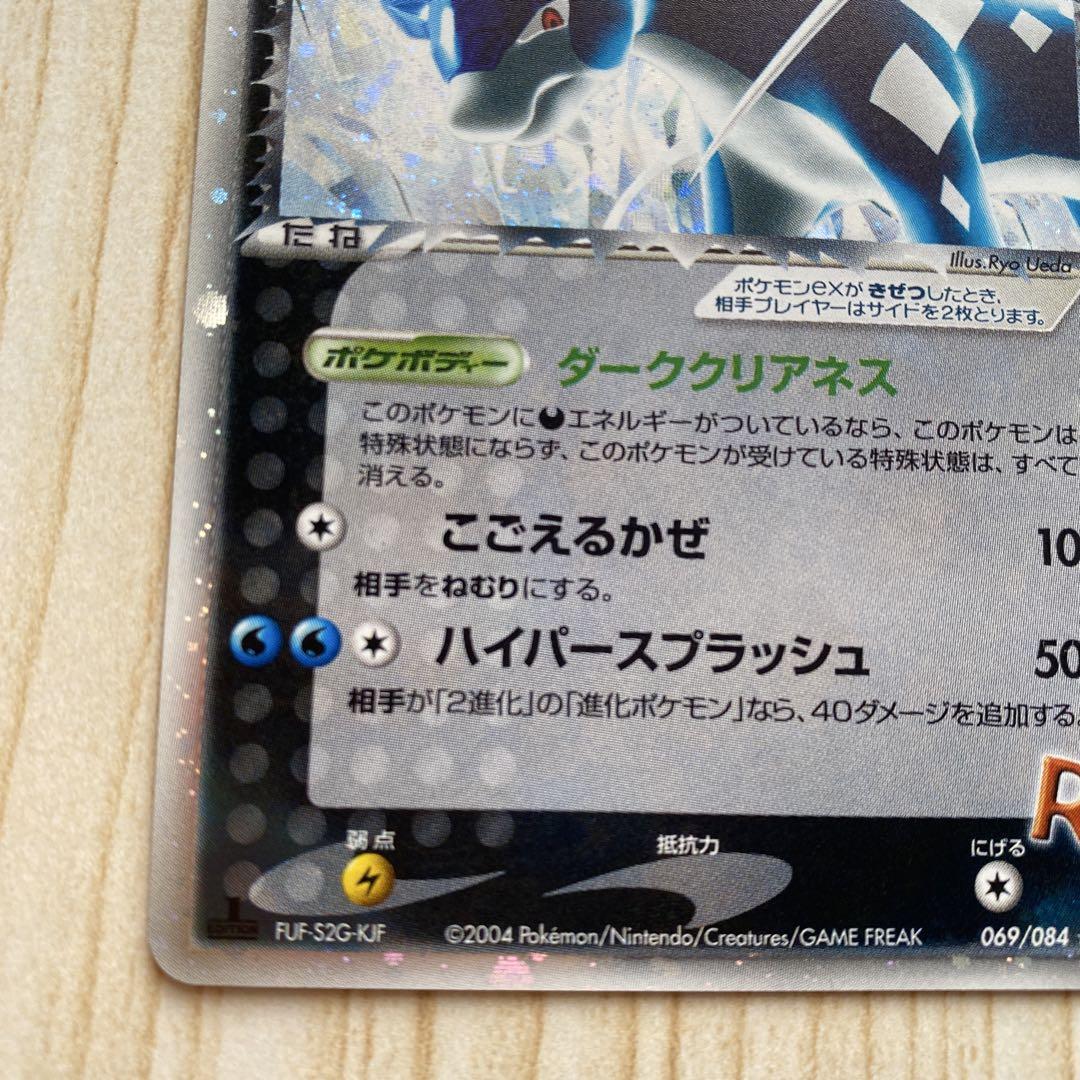 たね
Illus.Ryo Ueda
ポケモンexが きぜつしたとき、
相手プレイヤーはサイドを2枚とります。
ポケボディー ダーククリアネス
このポケモンにエネルギーがついているなら、このポケモンは
特殊状態にならず、このポケモンが受けている特殊状態は、すべて
消える。
こごえるかぜ 10
相手をねむりにする。
ハイパースプラッシュ 50
相手が「2進化」の「進化ポケモン」なら、40ダメージを追加する。
R
弱点 抵抗力 にげる
1
EDITION
FUF-S2G-KJF ©2004 Pokémon/Nintendo/Creatures/GAME FREAK 069/084